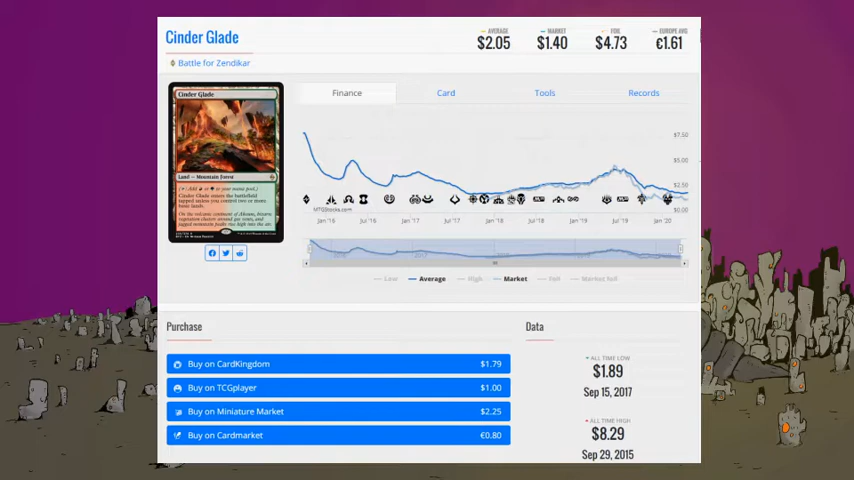 Cinder Glade
AVERAGE
$2.05
MARKET
$1.40
FOIL
$4.73
EUROPE AVG
€1.61
Battle for Zendikar
Finance
Card
Tools
Records
Cinder Glade
Land — Mountain Forest
Cinder Glade enters the battlefield
tapped unless you control two or more
basic lands.
$7.50
$5.00
$2.50
$0.00
MTGStocks.com
Jan '16
Jul '16
Jan '17
Jul '17
Jan '18
Jul '18
Jan '19
Jul '19
Jan '20
Low
Average
High
Market
Foil
Market Foil
Purchase
Data
Buy on CardKingdom $1.79
Buy on TCGplayer $1.00
Buy on Miniature Market $2.25
Buy on Cardmarket €0.80
ALL TIME LOW
$1.89
Sep 15, 2017
ALL TIME HIGH
$8.29
Sep 29, 2015